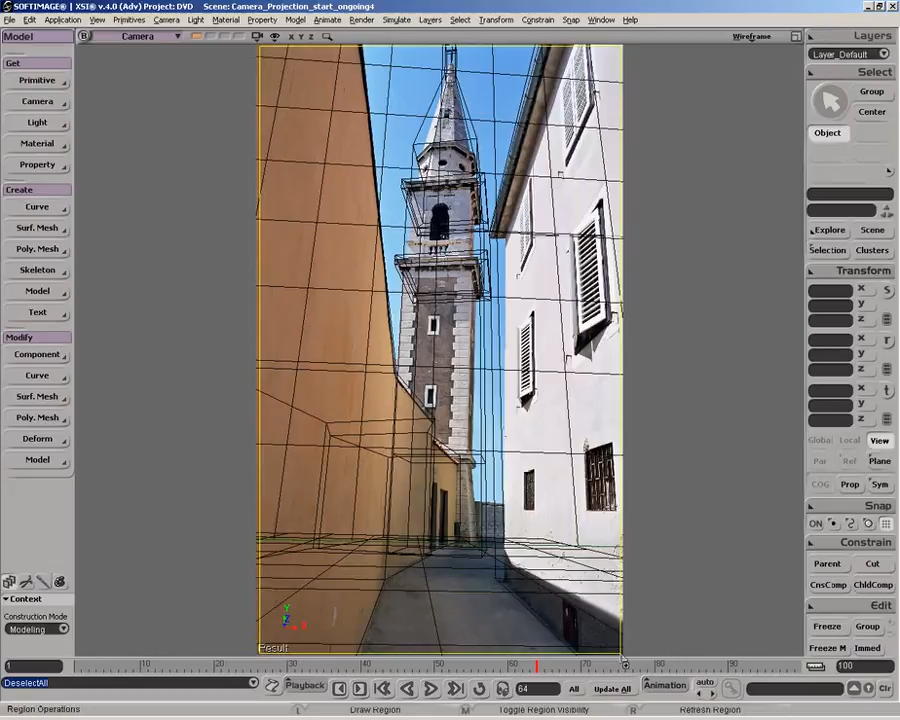 SOFTIMAGE® | XSI® v.4.0 (Adv) Project: DVD    Scene: Camera_Projection_start_ongoing4
File Edit Application View Primitives Camera Light Material Property Model Animate Render Simulate Layers Select Transform Constrain Snap Window Help
Model
B Camera
X Y Z
Wireframe
Get
Primitive
Camera
Light
Material
Property
Create
Curve
Surf. Mesh
Poly. Mesh
Skeleton
Model
Text
Modify
Component
Curve
Surf. Mesh
Poly. Mesh
Deform
Model
Context
Construction Mode
Modeling
Y
Z
Result
Layers
Layer_Default
Select
Group
Center
Object
Explore Scene
Selection Clusters
Transform
x s
y
z
x r
y
z
x t
y
z
Global Local View
Par Ref Plane
COG Prop Sym
Snap
ON
Constrain
Parent Cut
CnsComp ChldComp
Edit
Freeze Group
Freeze M Immed
1 10 20 30 40 50 60 70 80 90 100
DeselectAll
Playback
64 All Update All
Animation auto
Clr
Region Operations L Draw Region M Toggle Region Visibility R Refresh Region